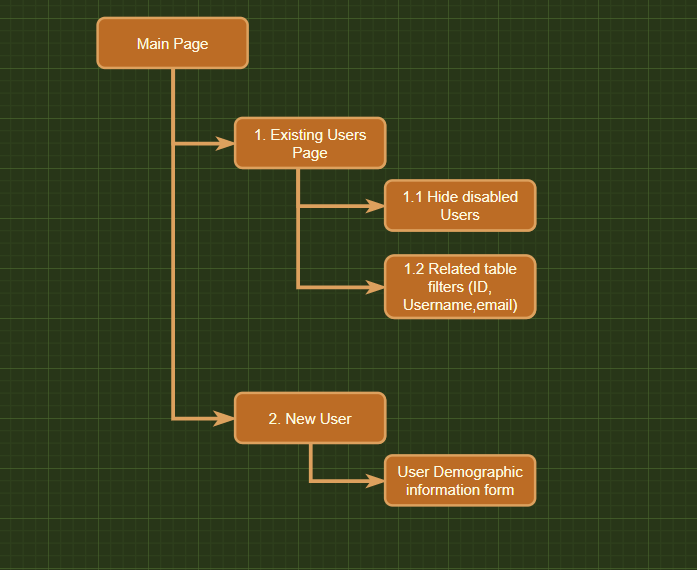 Main Page
1. Existing Users
Page
1.1 Hide disabled
Users
1.2 Related table
filters (ID,
Username,email)
2. New User
User Demographic
information form